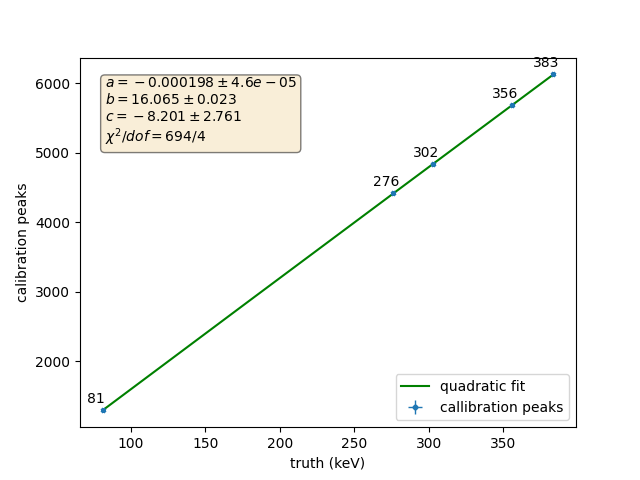 383
6000
a = −0.000198 ± 4.6e − 05
b = 16.065 ± 0.023
c = −8.201 ± 2.761
χ²/dof = 694/4
356
5000
302
276
4000
calibration peaks
3000
2000
81
quadratic fit
callibration peaks
100 150 200 250 300 350
truth (keV)